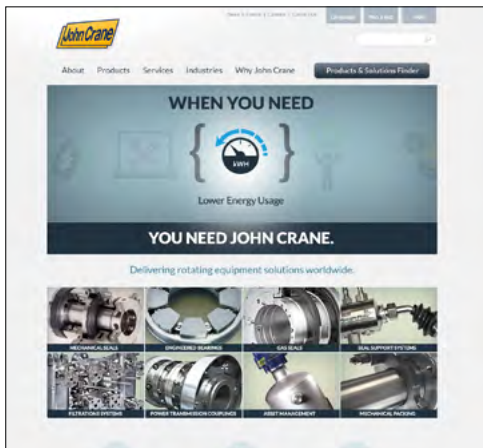 John Crane
About Products Services Industries Why John Crane Products & Solutions Finder
WHEN YOU NEED
kWH
Lower Energy Usage
YOU NEED JOHN CRANE.
Delivering rotating equipment solutions worldwide.
MECHANICAL SEALS ENGINEERED BEARINGS GAS SEALS SEAL SUPPORT SYSTEMS
FILTRATIONS SYSTEMS POWER TRANSMISSION COUPLINGS ASSET MANAGEMENT MECHANICAL PACKING